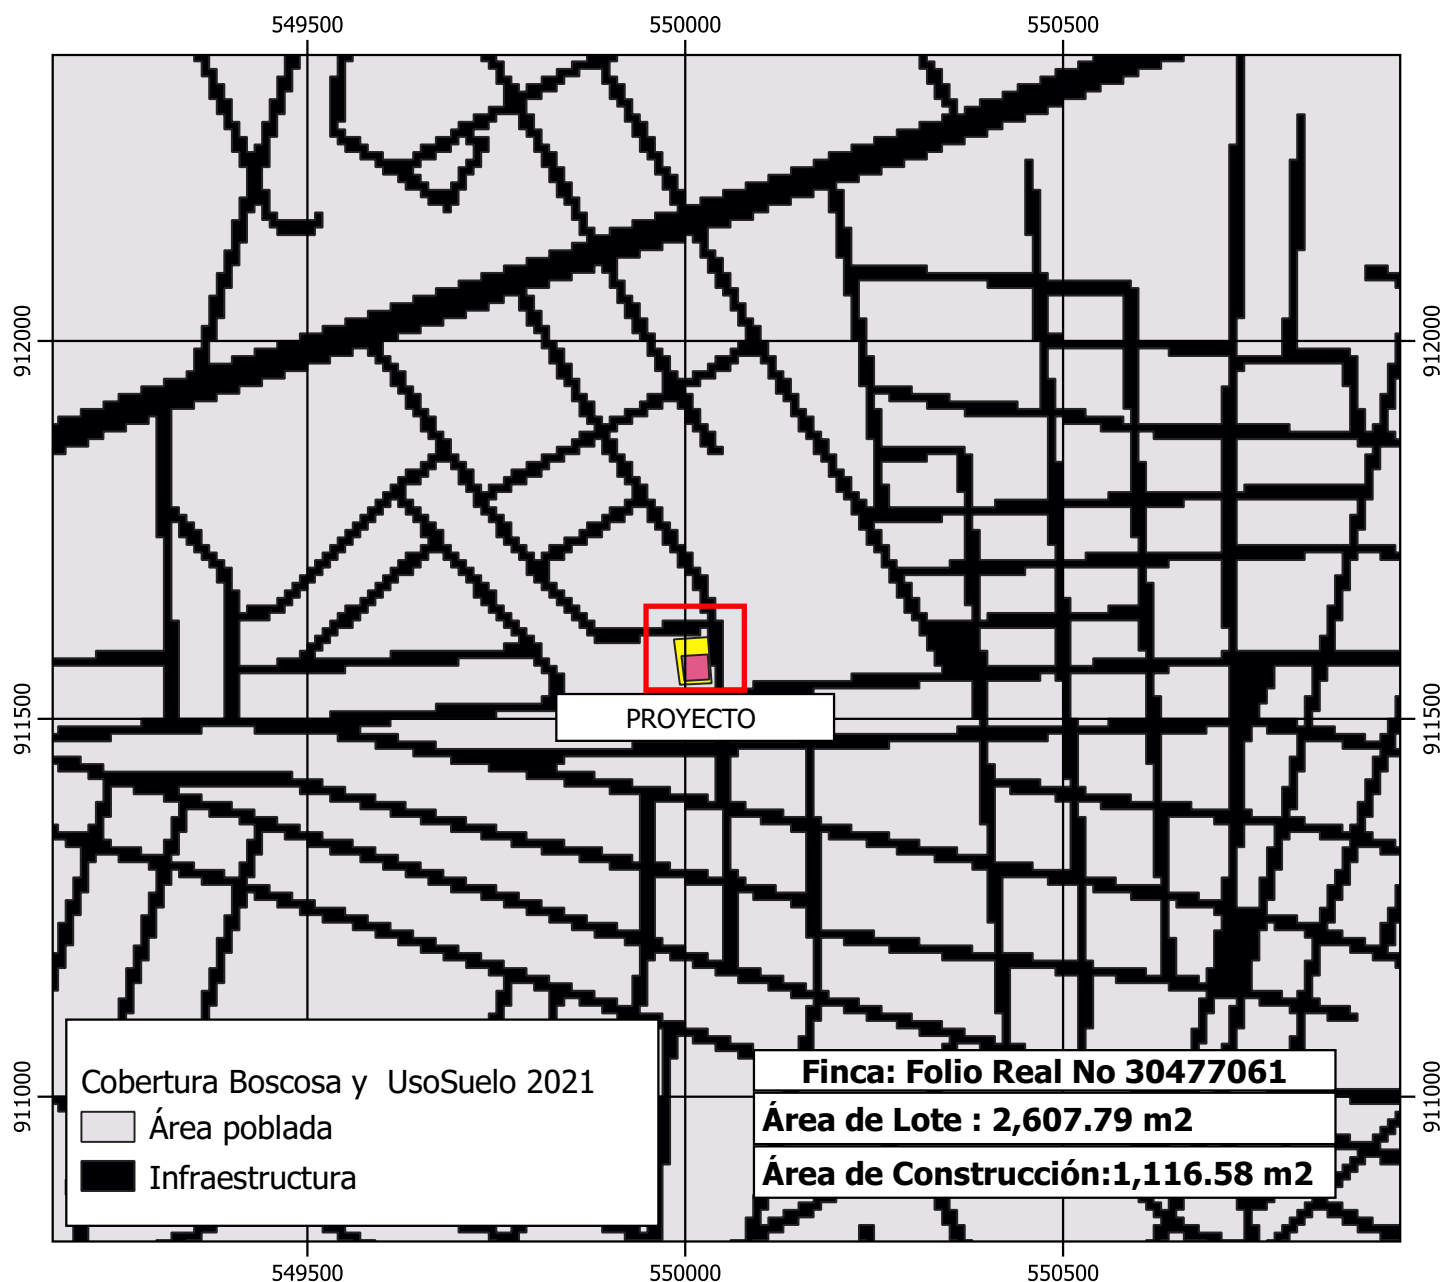 549500 550000 550500
912000 912000
911500 911500
PROYECTO
911000 911000
Cobertura Boscosa y  UsoSuelo 2021
Área poblada
Infraestructura
Finca: Folio Real No 30477061
Área de Lote : 2,607.79 m2
Área de Construcción:1,116.58 m2
549500 550000 550500